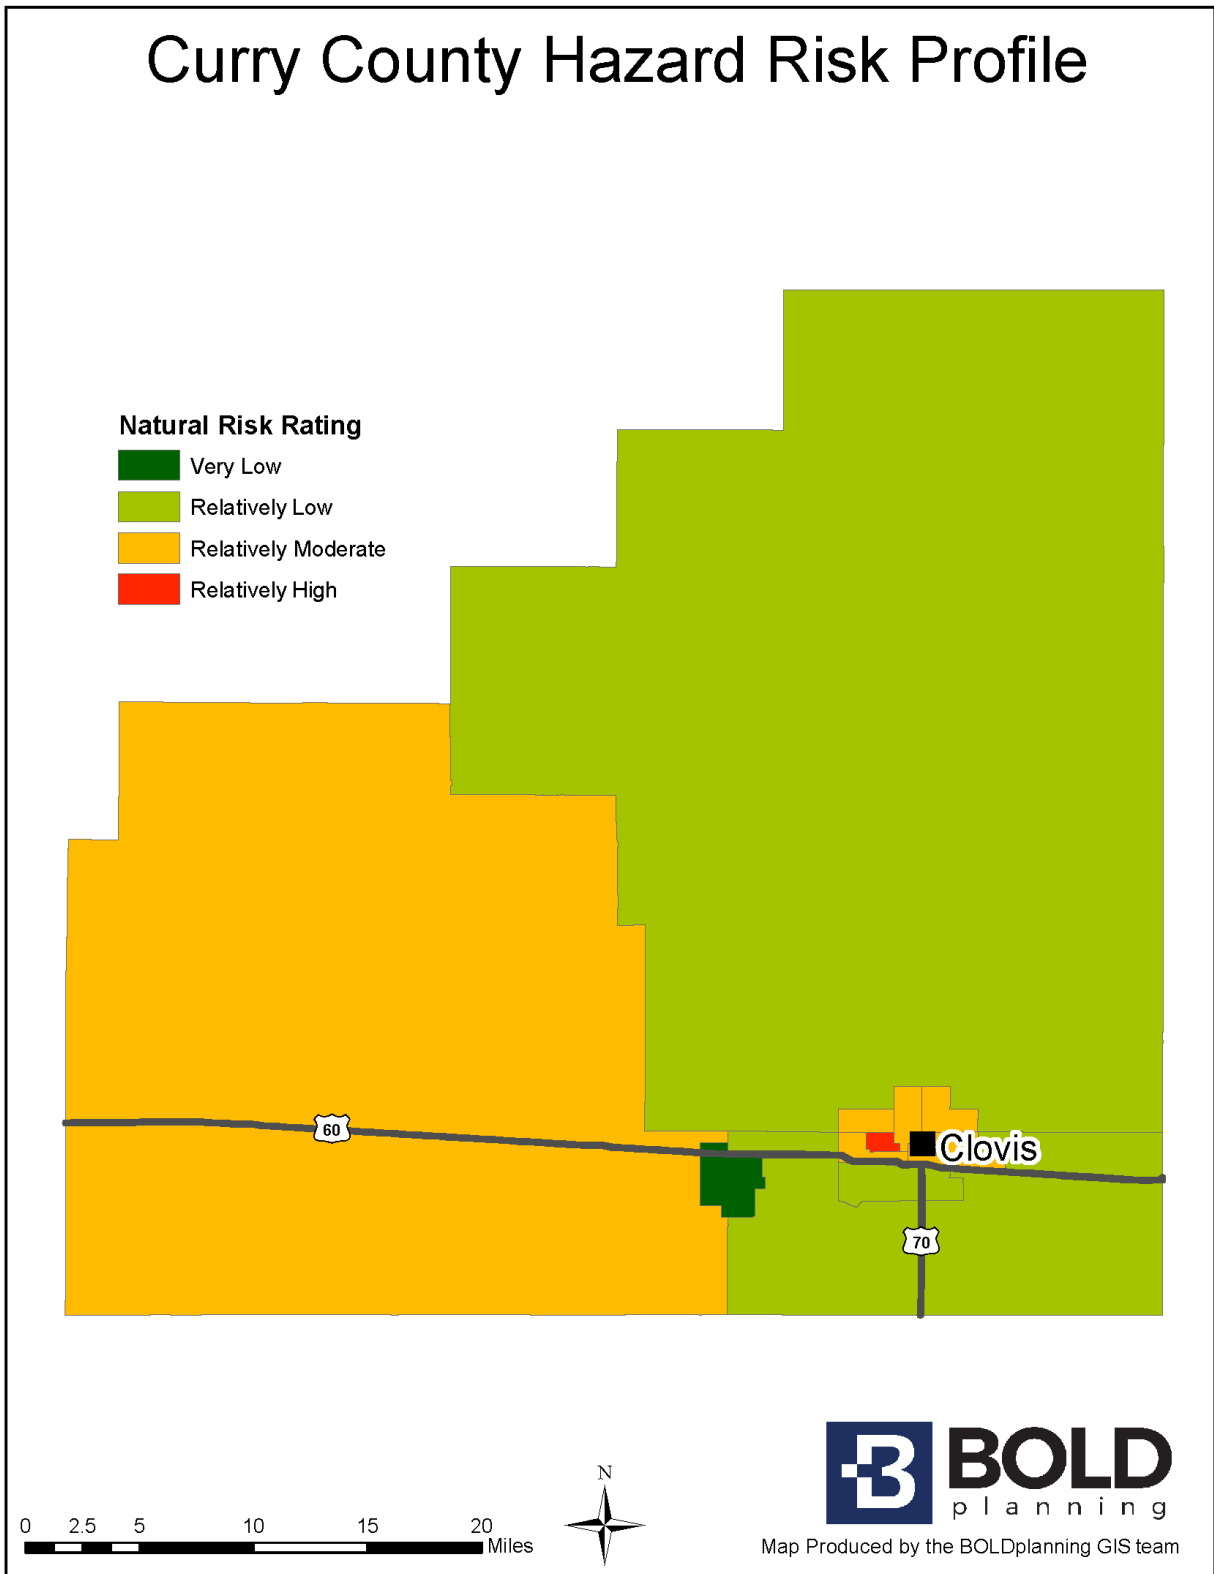 Curry County Hazard Risk Profile
Natural Risk Rating
Very Low
Relatively Low
Relatively Moderate
Relatively High
60
Clovis
70
N
0 2.5 5 10 15 20
Miles
B BOLD
planning
Map Produced by the BOLDplanning GIS team